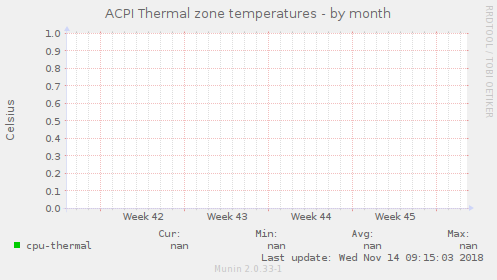 ACPI Thermal zone temperatures - by month
RRDTOOL / TOBI OETIKER
Celsius
1.0
0.9
0.8
0.7
0.6
0.5
0.4
0.3
0.2
0.1
0.0
Week 42 Week 43 Week 44 Week 45
Cur: Min: Avg: Max:
cpu-thermal nan nan nan nan
Last update: Wed Nov 14 09:15:03 2018
Munin 2.0.33-1